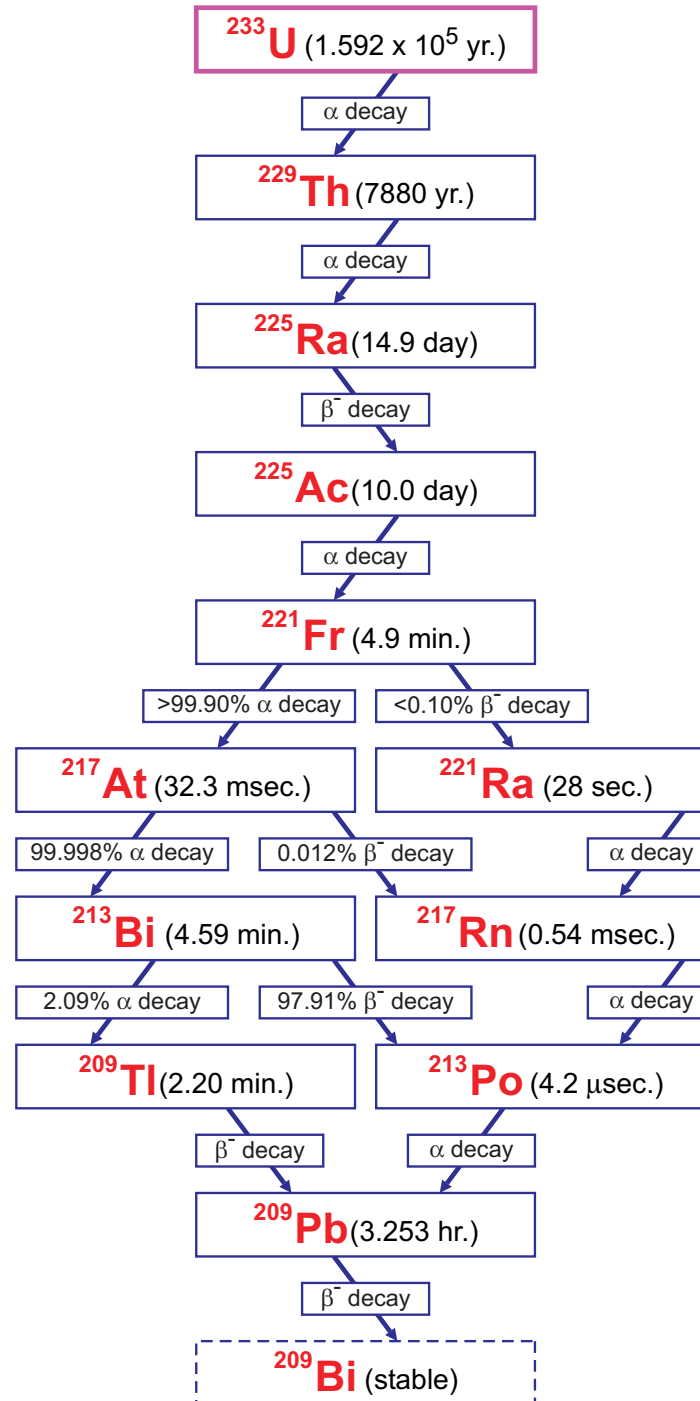 ²³³U (1.592 x 10⁵ yr.)
α decay
²²⁹Th (7880 yr.)
α decay
²²⁵Ra (14.9 day)
β⁻ decay
²²⁵Ac (10.0 day)
α decay
²²¹Fr (4.9 min.)
>99.90% α decay <0.10% β⁻ decay
²¹⁷At (32.3 msec.) ²²¹Ra (28 sec.)
99.998% α decay 0.012% β⁻ decay α decay
²¹³Bi (4.59 min.) ²¹⁷Rn (0.54 msec.)
2.09% α decay 97.91% β⁻ decay α decay
²⁰⁹Tl (2.20 min.) ²¹³Po (4.2 μsec.)
β⁻ decay α decay
²⁰⁹Pb (3.253 hr.)
β⁻ decay
²⁰⁹Bi (stable)